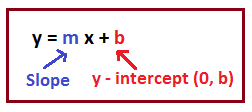 y = m x + b
Slope
y - intercept (0, b)